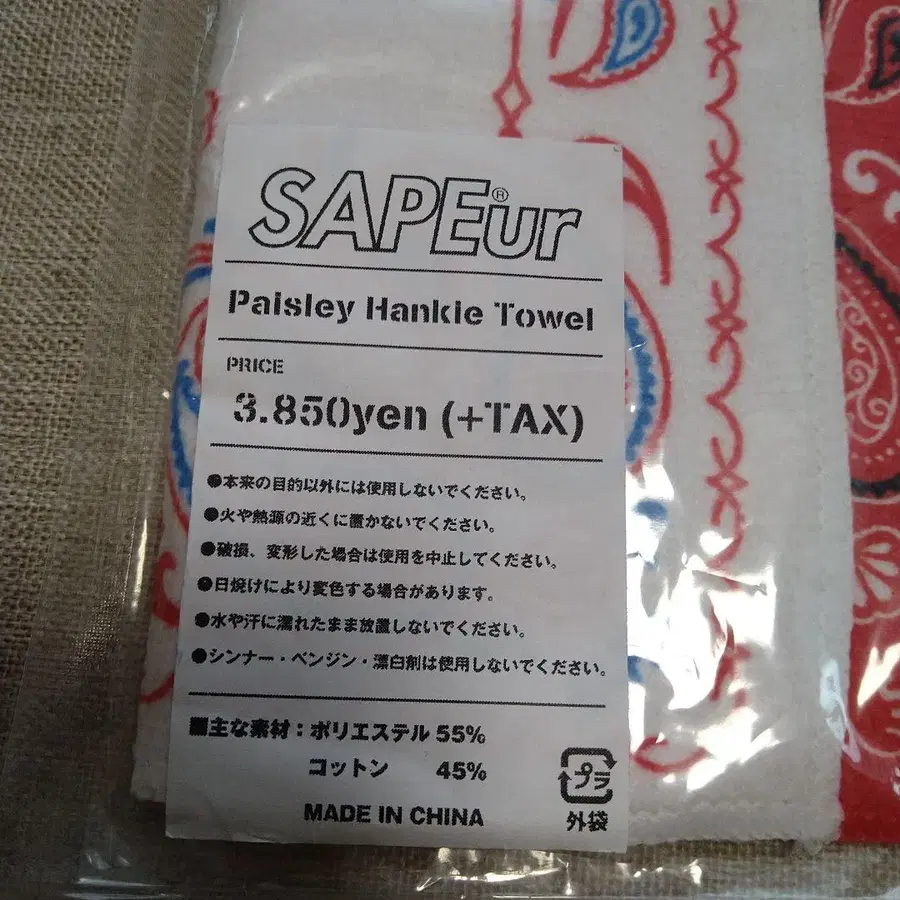 SAPEur®
Paisley Hankie Towel
PRICE
3.850yen (+TAX)
●本来の目的以外には使用しないでください。
●火や熱源の近くに置かないでください。
●破損、変形した場合は使用を中止してください。
●日焼けにより変色する場合があります。
●水や汗に濡れたまま放置しないでください。
●シンナー・ベンジン・漂白剤は使用しないでください。
■主な素材：ポリエステル 55%
コットン 45%
プラ
外袋
MADE IN CHINA